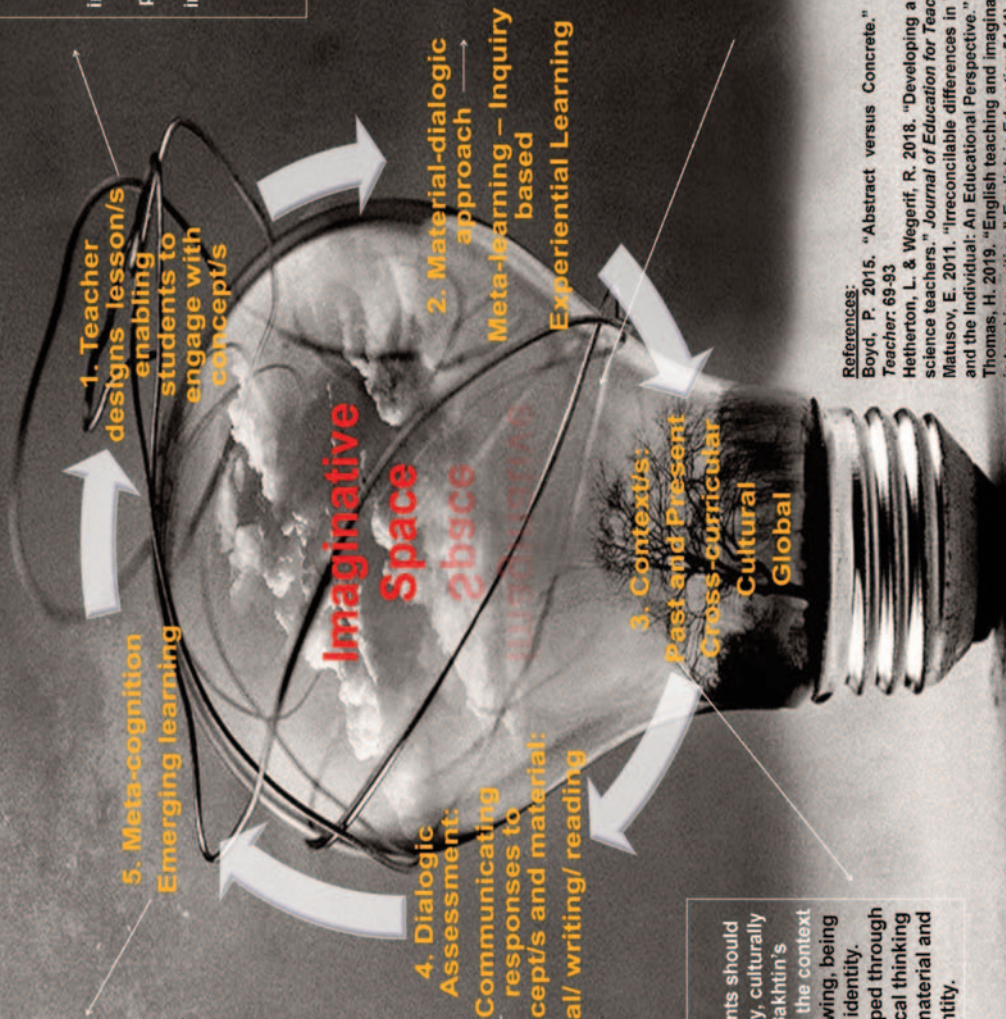 1. Teacher
designs lesson/s
enabling
students to
engage with
concept/s
2. Material-dialogic
approach
Meta-learning – Inquiry
based
Experiential Learning
3. Context/s:
Past and Present
Cross-curricular
Cultural
Global
4. Dialogic
Assessment:
Communicating
responses to
cept/s and material:
al/ writing/ reading
5. Meta-cognition
Emerging learning
Imaginative
Space
nts should
y, culturally
akhtin's
the context
wing, being
identity.
ped through
cal thinking
material and
ntity.
References:
Boyd, P. 2015. “Abstract versus Concrete.”
Teacher: 69-93
Hetherton, L. & Wegerif, R. 2018. “Developing a
science teachers.” Journal of Education for Teac
Matusov, E. 2011. “Irreconcilable differences in
and the Individual: An Educational Perspective.”
Thomas, H. 2019. “English teaching and imagina